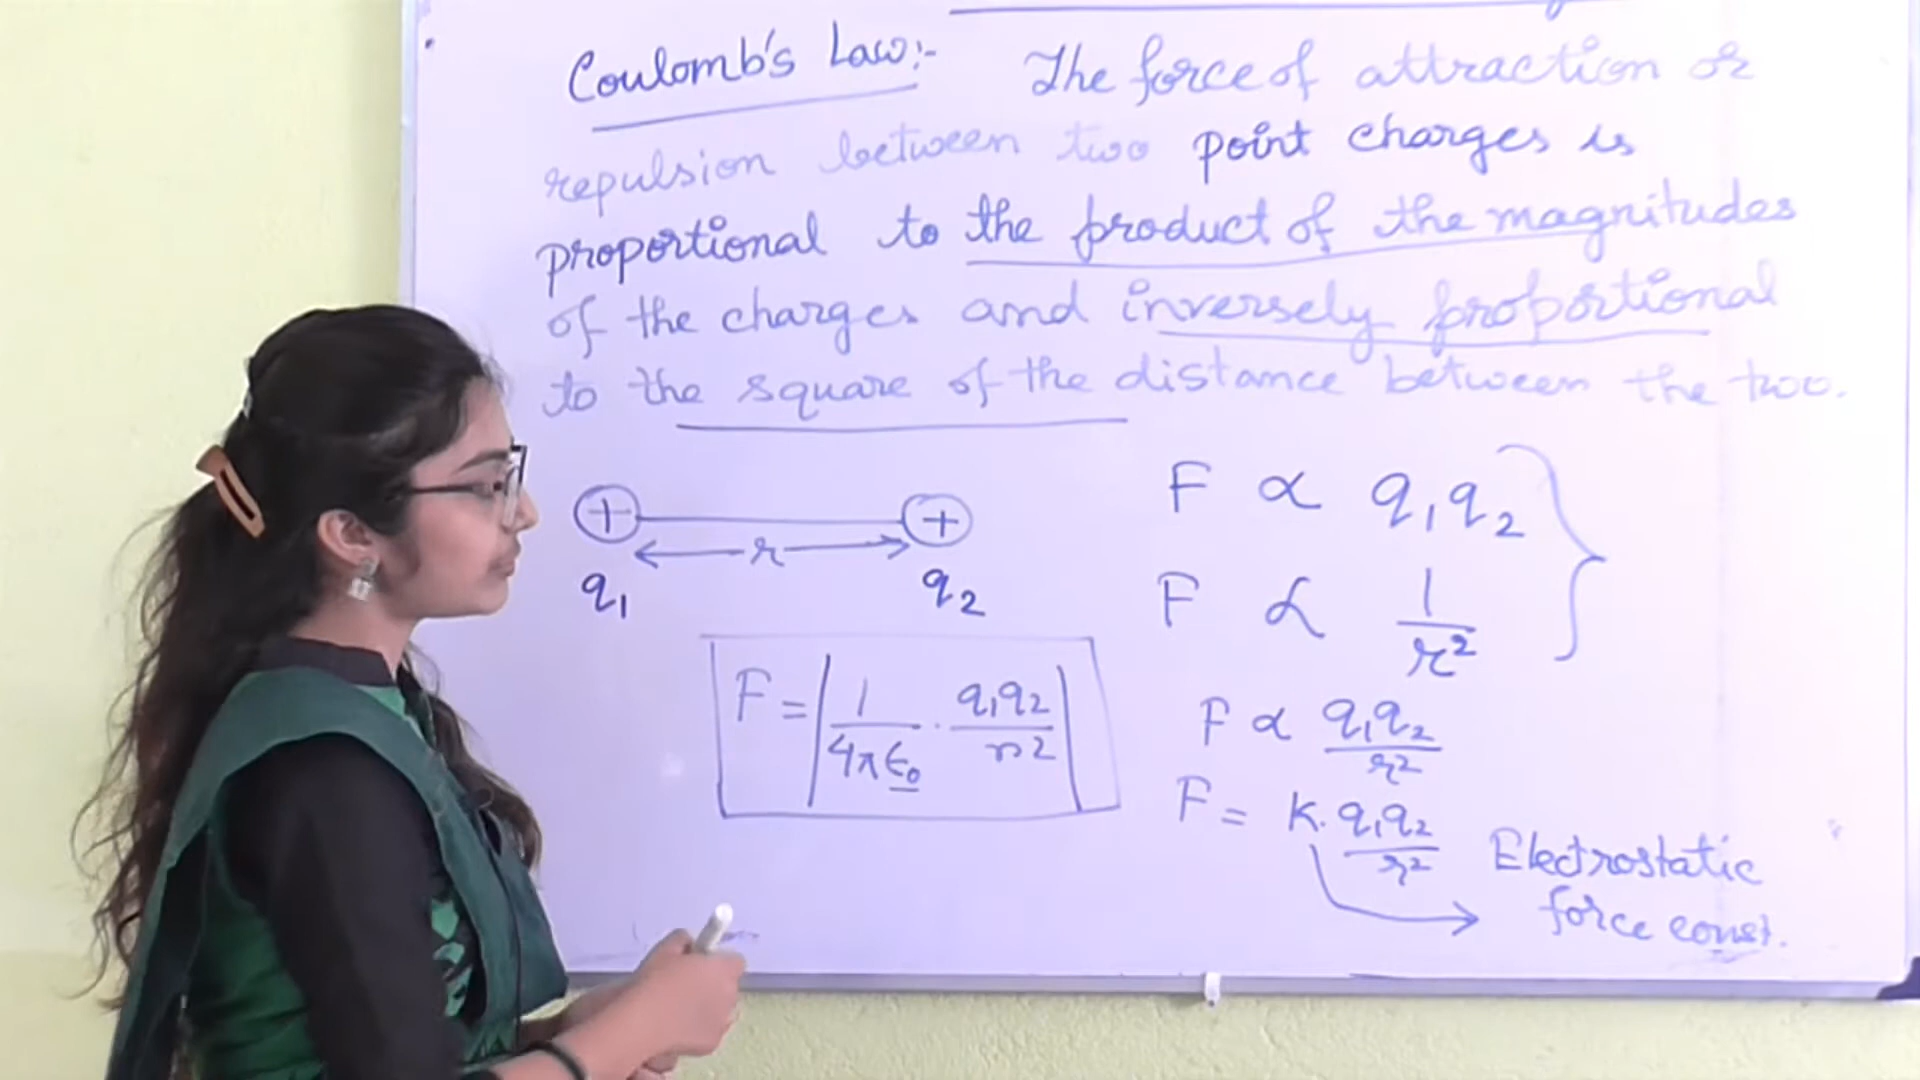 Coulomb's Law:- The force of attraction or
repulsion between two point charges is
proportional to the product of the magnitudes
of the charges and inversely proportional
to the square of the distance between the two.
+ r +
q₁ q₂
F ∝ q₁q₂
F ∝ 1/r²
F = |1/4πε₀ · q₁q₂/r²|
F ∝ q₁q₂/r²
F = K. q₁q₂/r²
Electrostatic
force const.